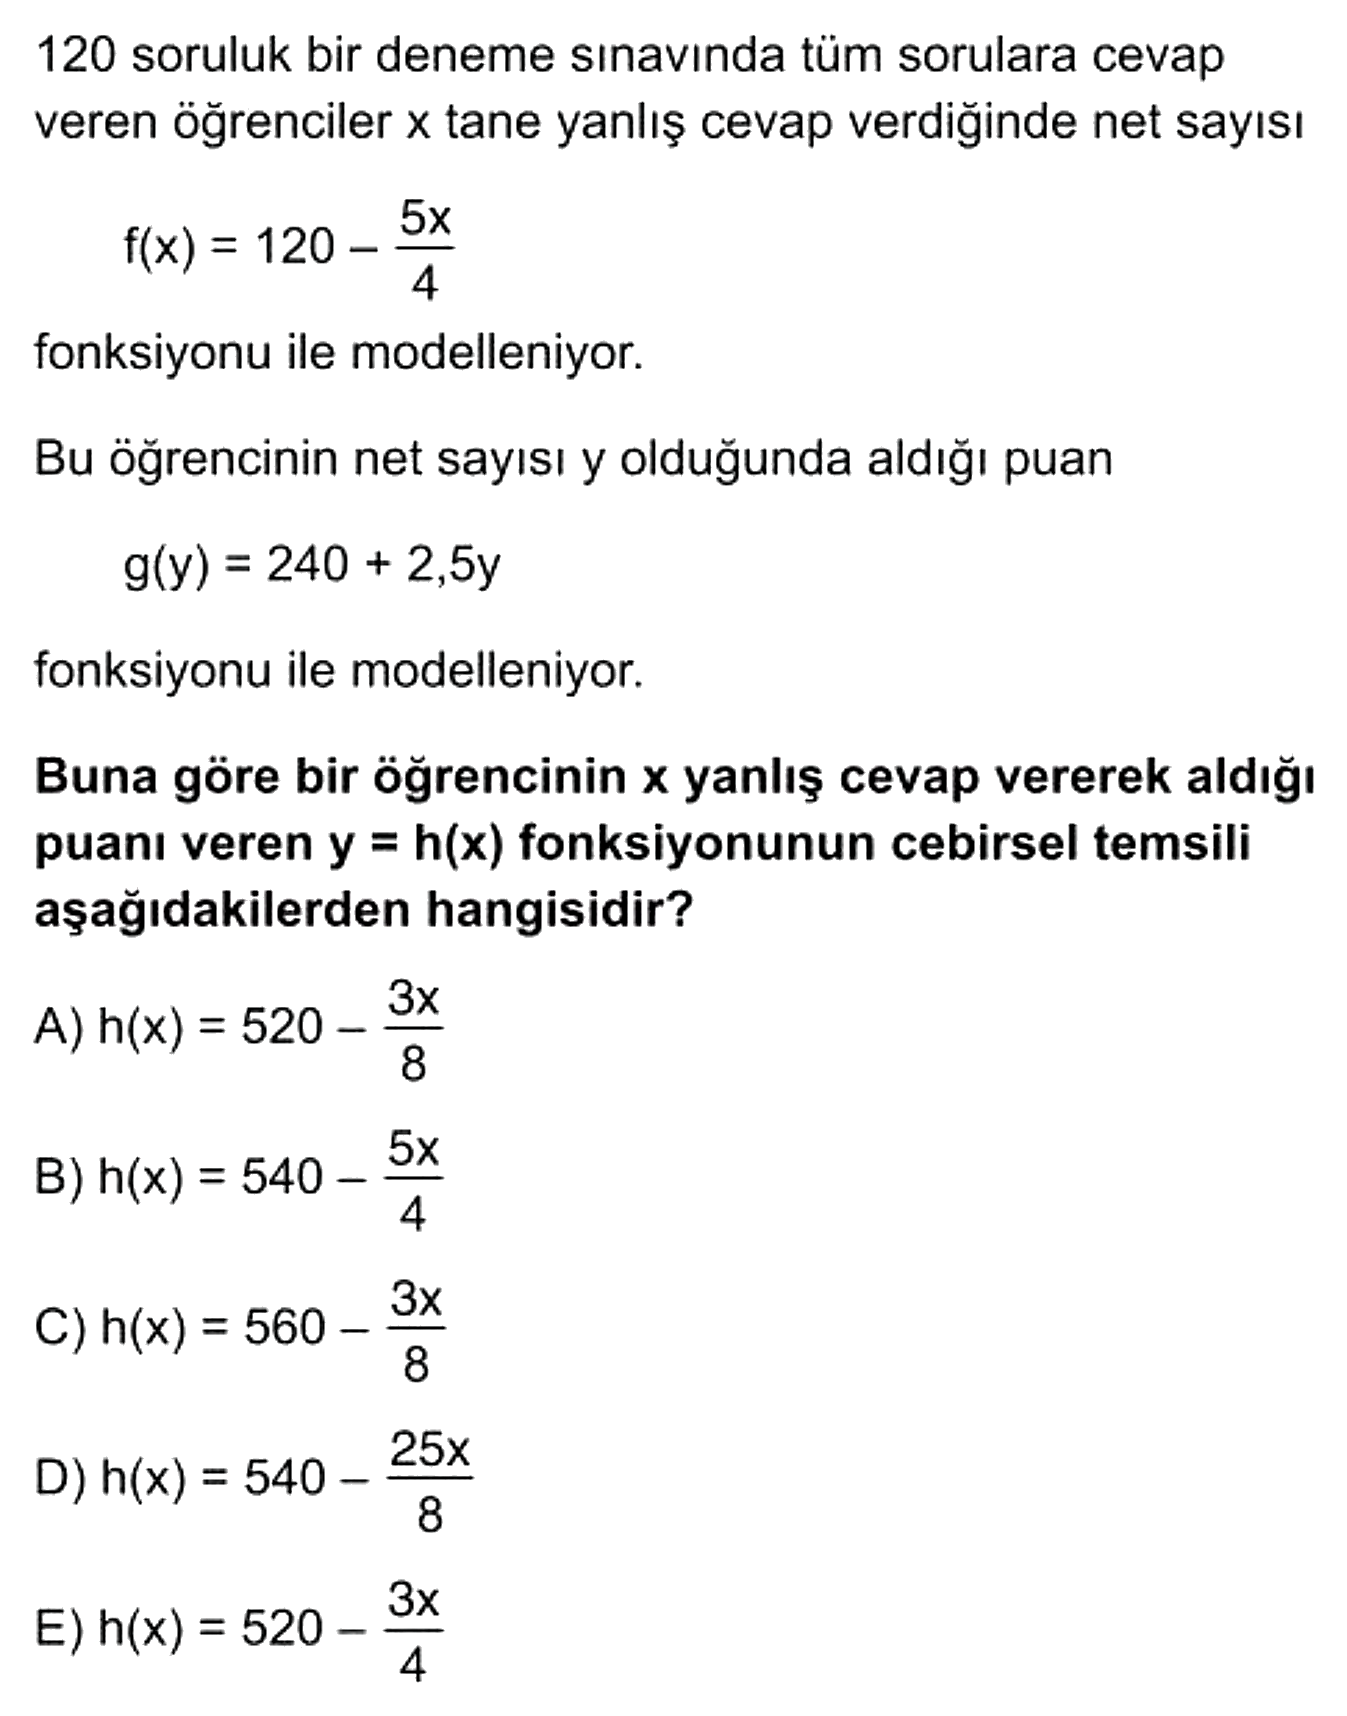 120 soruluk bir deneme sınavında tüm sorulara cevap
veren öğrenciler x tane yanlış cevap verdiğinde net sayısı
f(x) = 120 – 5x/4
fonksiyonu ile modelleniyor.
Bu öğrencinin net sayısı y olduğunda aldığı puan
g(y) = 240 + 2,5y
fonksiyonu ile modelleniyor.
Buna göre bir öğrencinin x yanlış cevap vererek aldığı
puanı veren y = h(x) fonksiyonunun cebirsel temsili
aşağıdakilerden hangisidir?
A) h(x) = 520 – 3x/8
B) h(x) = 540 – 5x/4
C) h(x) = 560 – 3x/8
D) h(x) = 540 – 25x/8
E) h(x) = 520 – 3x/4